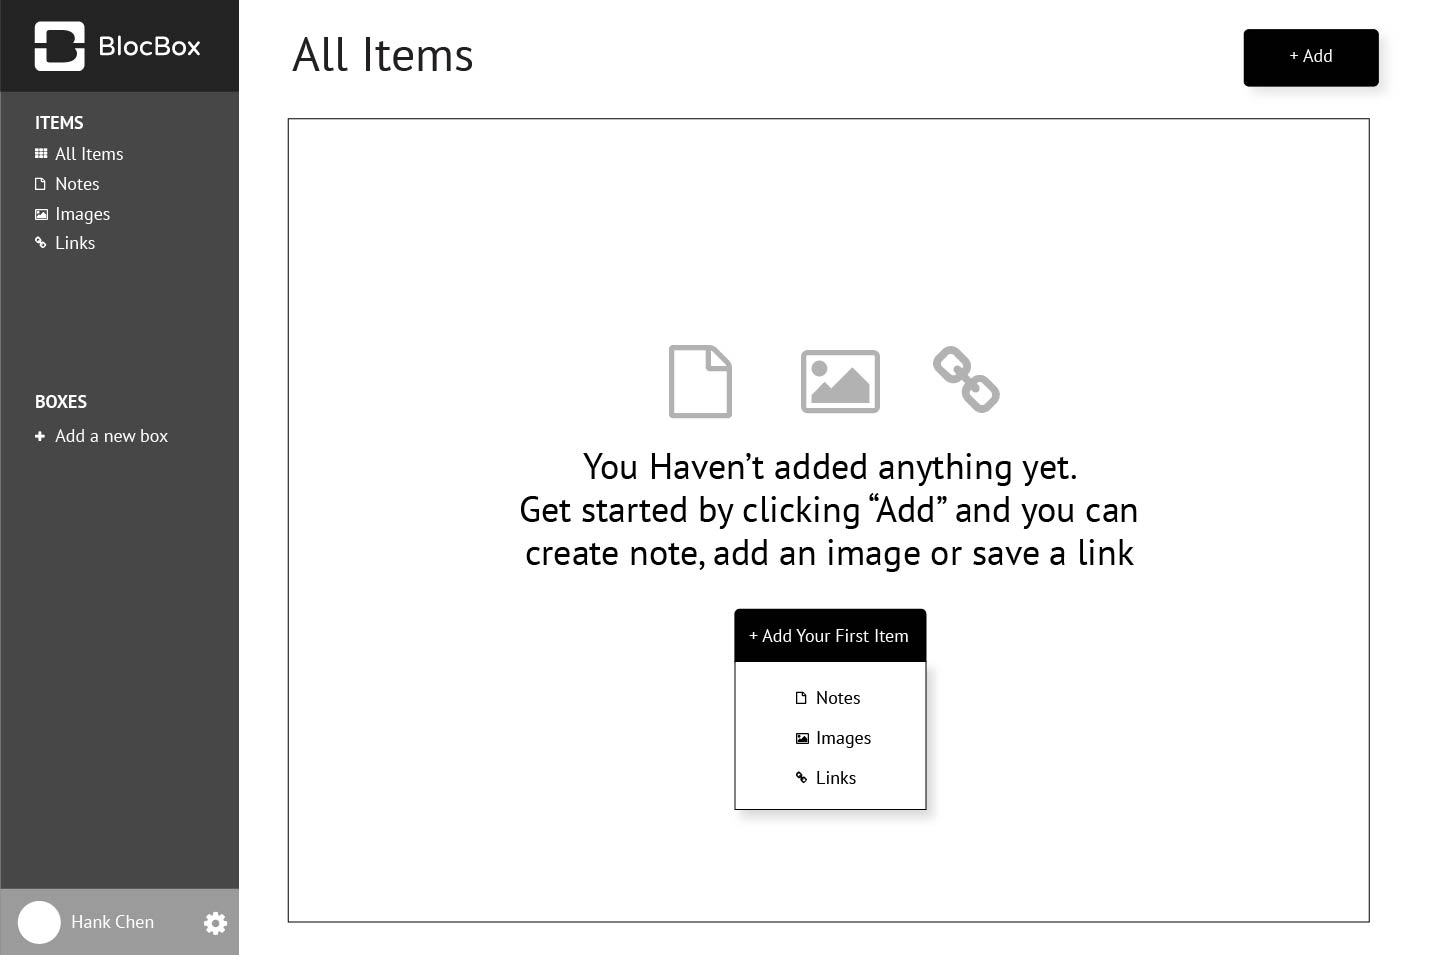 BlocBox
ITEMS
All Items
Notes
Images
Links
BOXES
Add a new box
Hank Chen
All Items
+ Add
You Haven’t added anything yet.
Get started by clicking “Add” and you can
create note, add an image or save a link
+ Add Your First Item
Notes
Images
Links